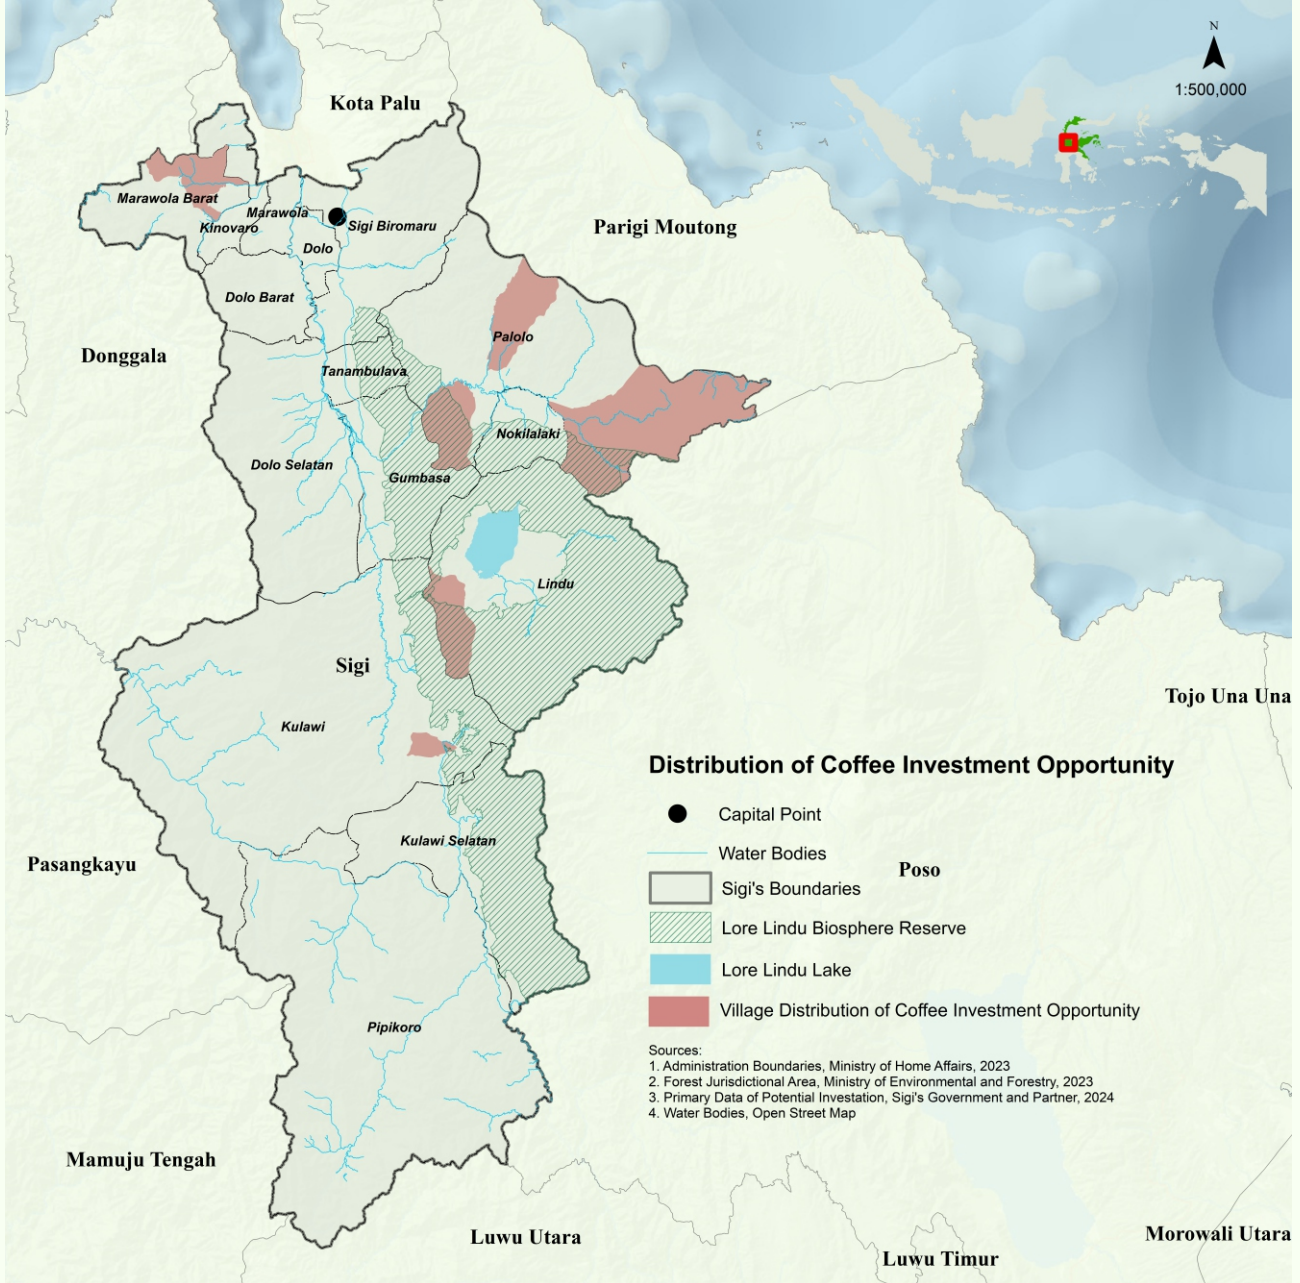 N
1:500,000
Kota Palu
Marawola Barat
Marawola
Kinovaro
Sigi Biromaru
Parigi Moutong
Dolo
Dolo Barat
Palolo
Donggala
Tanambulava
Nokilalaki
Dolo Selatan
Gumbasa
Lindu
Sigi
Tojo Una Una
Kulawi
Kulawi Selatan
Pasangkayu
Distribution of Coffee Investment Opportunity
Capital Point
Water Bodies
Poso
Sigi's Boundaries
Lore Lindu Biosphere Reserve
Lore Lindu Lake
Village Distribution of Coffee Investment Opportunity
Pipikoro
Sources:
1. Administration Boundaries, Ministry of Home Affairs, 2023
2. Forest Jurisdictional Area, Ministry of Environmental and Forestry, 2023
3. Primary Data of Potential Investation, Sigi's Government and Partner, 2024
4. Water Bodies, Open Street Map
Mamuju Tengah
Luwu Utara
Luwu Timur
Morowali Utara